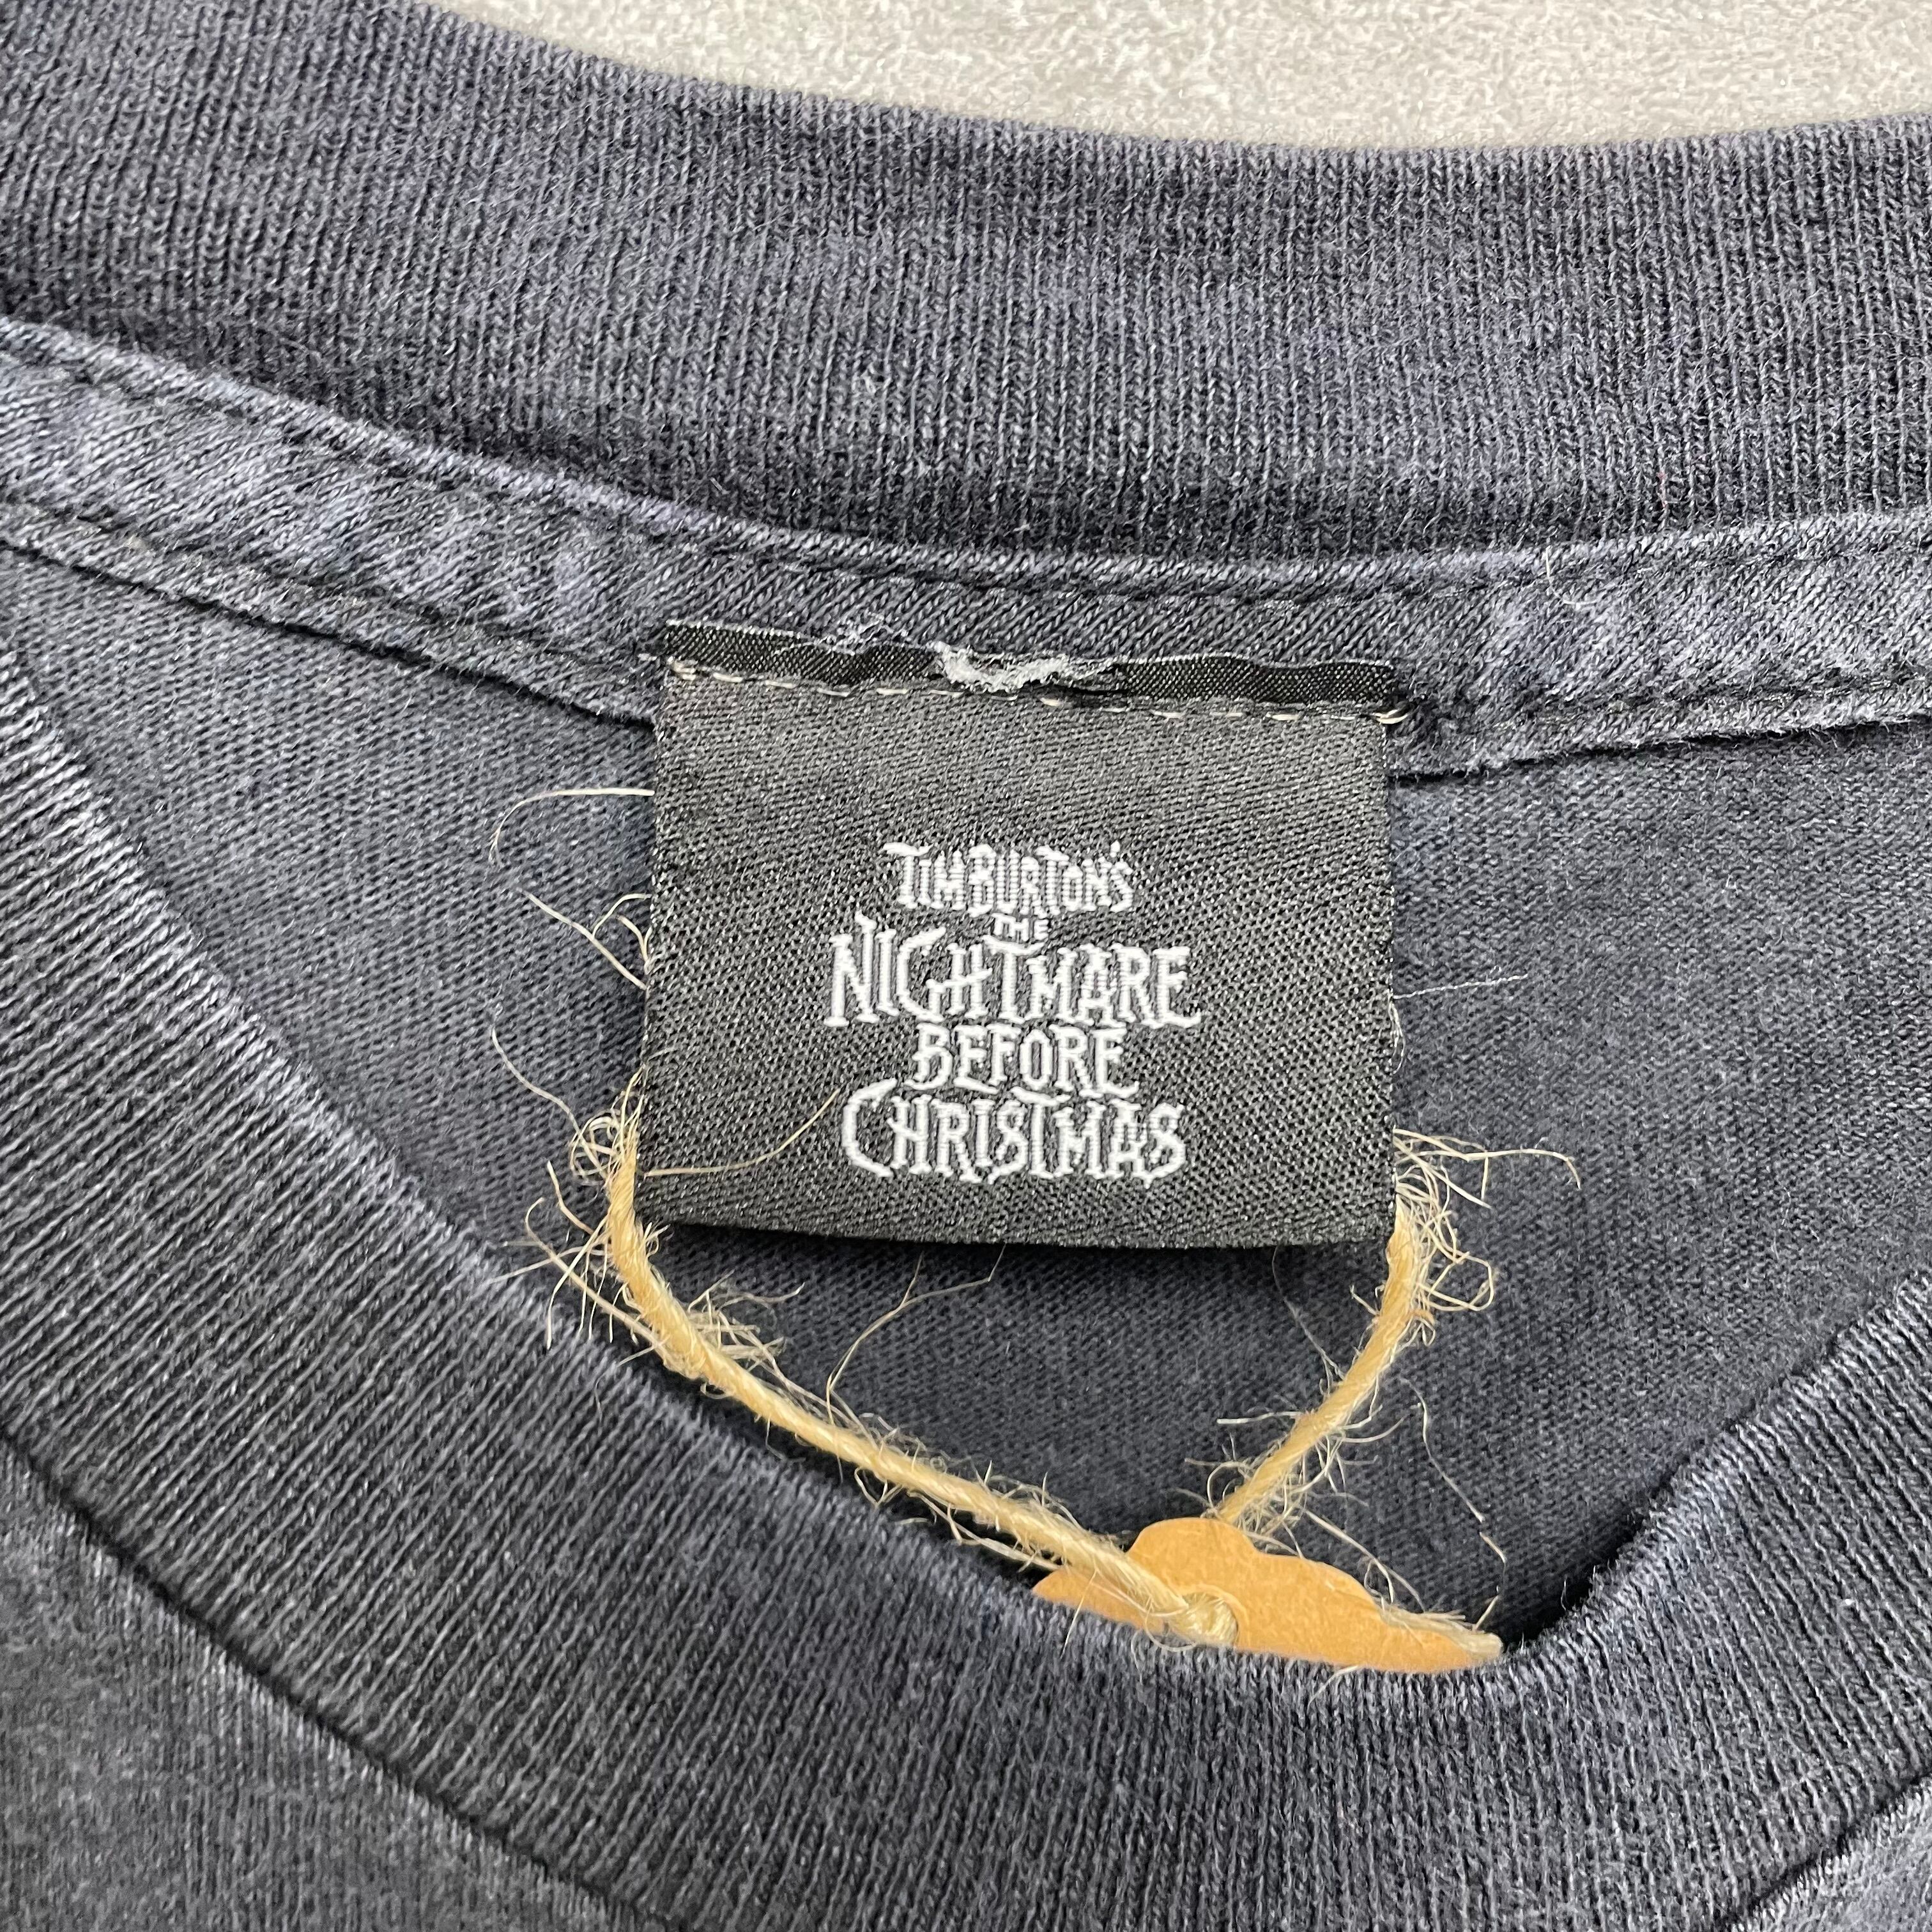 TIM BURTON'S
THE
NIGHTMARE
BEFORE
CHRISTMAS